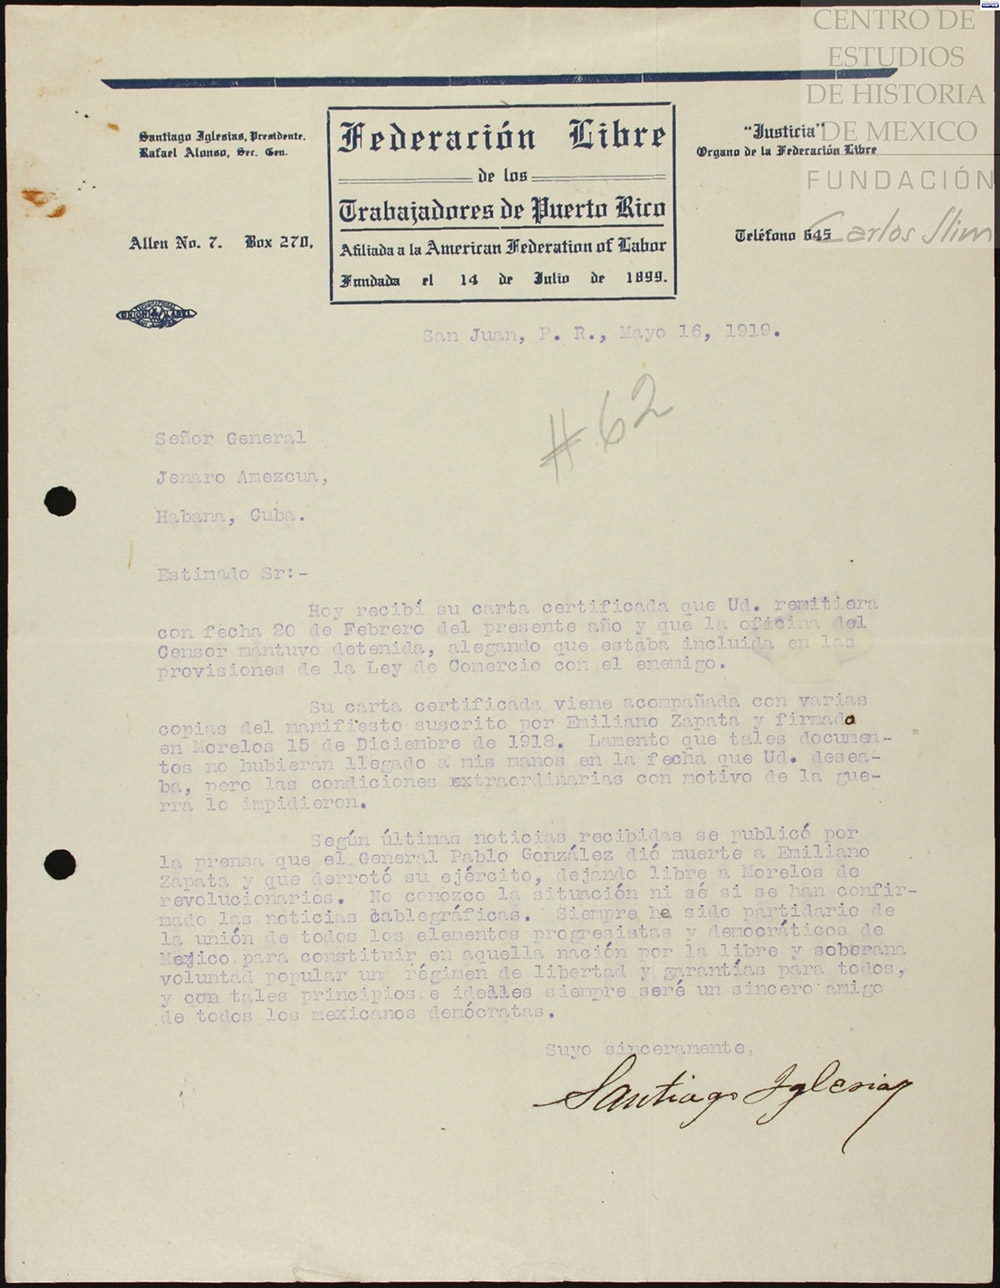 CENTRO DE
ESTUDIOS
DE HISTORIA
DE MEXICO
FUNDACIÓN
Carlos Slim
Santiago Iglesias, Presidente.
Rafael Alonso, Sec. Gen.
Allen No. 7. Box 270.
Federación Libre
de los
Trabajadores de Puerto Rico
Afiliada a la American Federation of Labor
Fundada el 14 de Julio de 1899.
"Justicia"
Organo de la Federación Libre
Teléfono 645
UNION LABEL
San Juan, P. R., Mayo 16, 1919.
# 62
Señor General
Jenaro Amezcua,
Habana, Cuba.
Estimado Sr:-
Hoy recibí su carta certificada que Ud. remitiera
con fecha 20 de Febrero del presente año y que la oficina del
Censor mantuvo detenida, alegando que estaba incluida en las
provisiones de la Ley de Comercio con el enemigo.
Su carta certificada viene acompañada con varias
copias del manifiesto suscrito por Emiliano Zapata y firmado
en Morelos 15 de Diciembre de 1918. Lamento que tales documen-
tos no hubieran llegado a mis manos en la fecha que Ud. desea-
ba, pero las condiciones extraordinarias con motivo de la gue-
rra lo impidieron.
Según últimas noticias recibidas se publicó por
la prensa que el General Pablo González dió muerte a Emiliano
Zapata y que derrotó su ejército, dejando libre a Morelos de
revolucionarios. No conozco la situación ni sé si se han confir-
mado las noticias cablegráficas. Siempre he sido partidario de
la unión de todos los elementos progresistas y democráticos de
Mejico para constituir en aquella nación por la libre y soberana
voluntad popular un régimen de libertad y garantías para todos,
y con tales principios e idelles siempre seré un sincero amigo
de todos los mexicanos demócratas.
Suyo sinceramente,
Santiago Iglesias